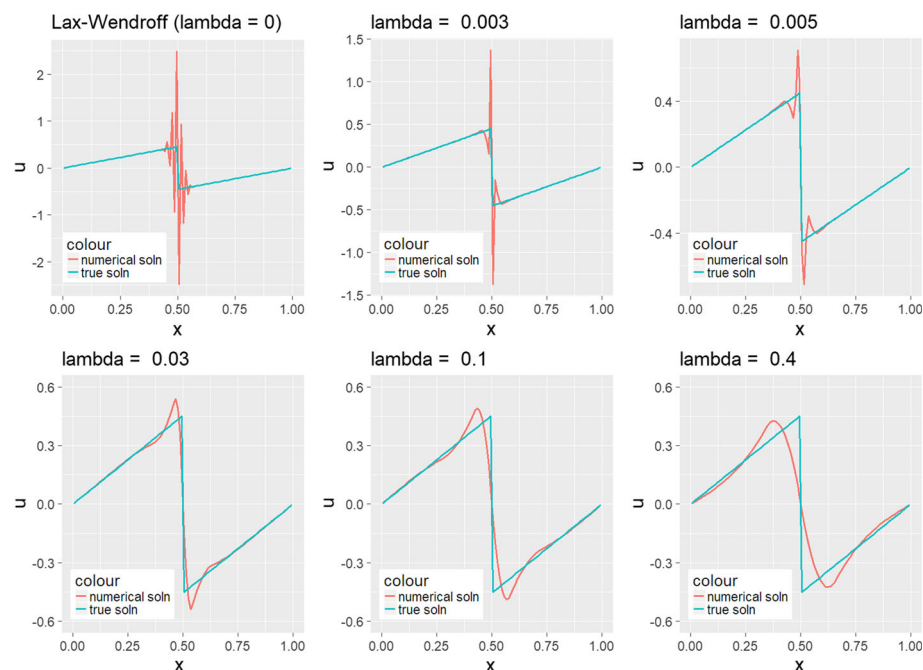 Lax-Wendroff (lambda = 0)
2
1
0
-1
-2
u
colour
numerical soln
true soln
0.00 0.25 0.50 0.75 1.00
x
lambda = 0.003
1.5
1.0
0.5
0.0
-0.5
-1.0
-1.5
u
colour
numerical soln
true soln
0.00 0.25 0.50 0.75 1.00
x
lambda = 0.005
0.4
0.0
-0.4
u
colour
numerical soln
true soln
0.00 0.25 0.50 0.75 1.00
x
lambda = 0.03
0.6
0.3
0.0
-0.3
-0.6
u
colour
numerical soln
true soln
0.00 0.25 0.50 0.75 1.00
x
lambda = 0.1
0.6
0.3
0.0
-0.3
-0.6
u
colour
numerical soln
true soln
0.00 0.25 0.50 0.75 1.00
x
lambda = 0.4
0.6
0.3
0.0
-0.3
-0.6
u
colour
numerical soln
true soln
0.00 0.25 0.50 0.75 1.00
x